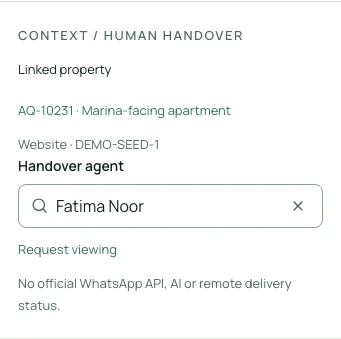 CONTEXT / HUMAN HANDOVER
Linked property
AQ-10231 · Marina-facing apartment
Website · DEMO-SEED-1
Handover agent
Fatima Noor
Request viewing
No official WhatsApp API, AI or remote delivery
status.